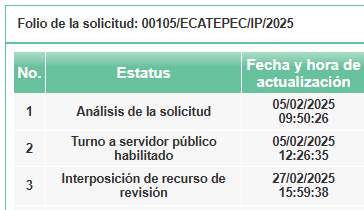 Folio de la solicitud: 00105/ECATEPEC/IP/2025
No. Estatus Fecha y hora de
actualización
1 Análisis de la solicitud 05/02/2025
09:50:26
2 Turno a servidor público
habilitado 05/02/2025
12:26:35
3 Interposición de recurso de
revisión 27/02/2025
15:59:38